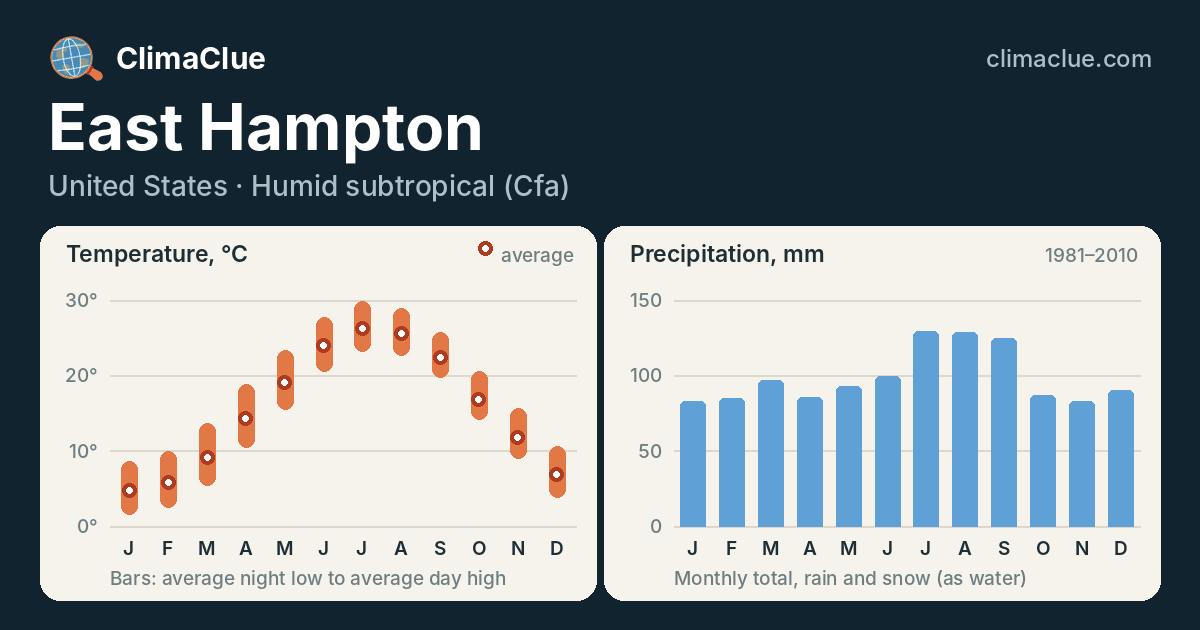 ClimaClue
climaclue.com
East Hampton
United States · Humid subtropical (Cfa)
Temperature, °C
average
30°
20°
10°
0°
J F M A M J J A S O N D
Bars: average night low to average day high
Precipitation, mm
1981–2010
150
100
50
0
J F M A M J J A S O N D
Monthly total, rain and snow (as water)